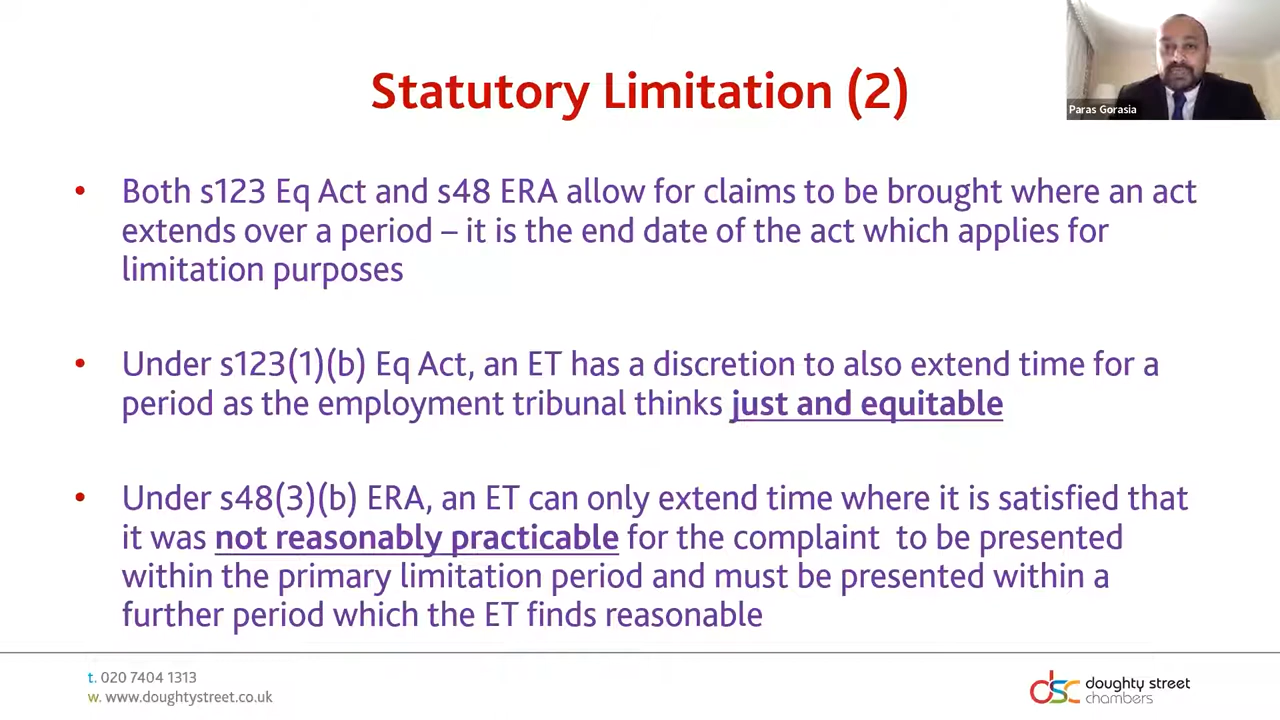 Statutory Limitation (2)
Paras Gorasia
• Both s123 Eq Act and s48 ERA allow for claims to be brought where an act
extends over a period – it is the end date of the act which applies for
limitation purposes
• Under s123(1)(b) Eq Act, an ET has a discretion to also extend time for a
period as the employment tribunal thinks just and equitable
• Under s48(3)(b) ERA, an ET can only extend time where it is satisfied that
it was not reasonably practicable for the complaint to be presented
within the primary limitation period and must be presented within a
further period which the ET finds reasonable
t. 020 7404 1313
w. www.doughtystreet.co.uk
dsc doughty street
chambers